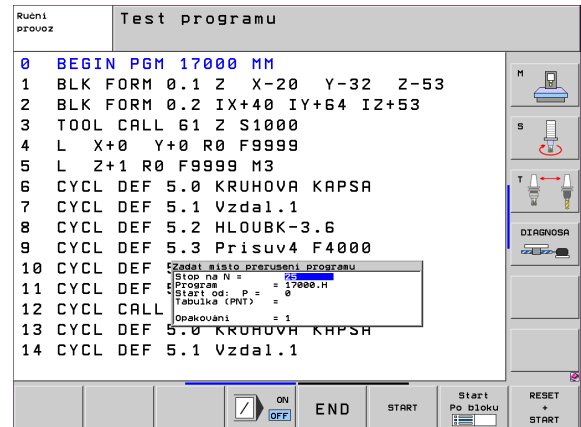 Ruční
provoz
Test programu
0 BEGIN PGM 17000 MM
1 BLK FORM 0.1 Z X-20 Y-32 Z-53
2 BLK FORM 0.2 IX+40 IY+64 IZ+53
3 TOOL CALL 61 Z S1000
4 L X+0 Y+0 R0 F9999
5 L Z+1 R0 F9999 M3
6 CYCL DEF 5.0 KRUHOVA KAPSA
7 CYCL DEF 5.1 Vzdal.1
8 CYCL DEF 5.2 HLOUBK-3.6
9 CYCL DEF 5.3 Prisuv4 F4000
10 CYCL DEF
11 CYCL DEF
12 CYCL CALL
13 CYCL DEF 5.0 KRUHOVA KAPSA
14 CYCL DEF 5.1 Vzdal.1
Zadat misto preruseni programu
Stop na N = 25
Program = 17000.H
Start od: P = 0
Tabulka (PNT) =
Opakování = 1
M
S
T
DIAGNOSA
ON
OFF
END
START
Start
Po bloku
RESET
+
START